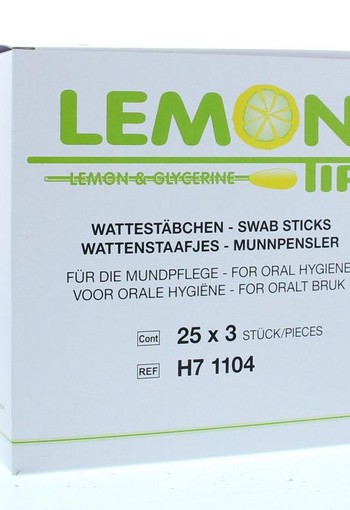 LEMON
LEMON & GLYCERINE TIP
WATTESTÄBCHEN - SWAB STICKS
WATTENSTAAFJES - MUNNPENSLER
FÜR DIE MUNDPFLEGE - FOR ORAL HYGIENE
VOOR ORALE HYGIËNE - FOR ORALT BRUK
Cont 25 x 3 STÜCK/PIECES
REF H7 1104